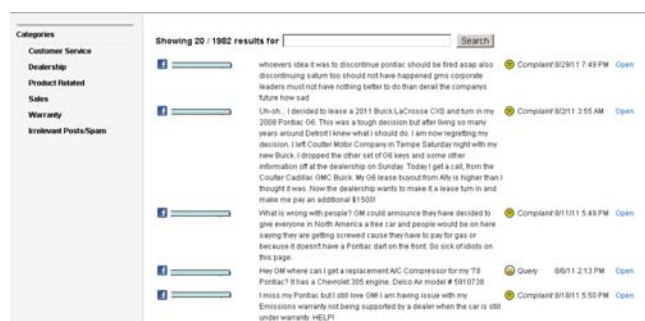 Categories
Customer Service
Dealership
Product Related
Sales
Warranty
Irrelevant Posts/Spam
Showing 20 / 1982 results for Search
whoevers idea it was to discontinue pontiac should be fired asap also Complaint 8/29/11 7:49 PM Open
discontinuing saturn too should not have happened gms corporate
leaders must not have nothing better to do than derail the companys
future how sad
Uh-oh... I decided to lease a 2011 Buick LaCrosse CXS and turn in my Complaint 8/2/11 3:55 AM Open
2008 Pontiac G6. This was a tough decision but after living so many
years around Detroit I knew what I should do. I am now regretting my
decision. I left Coulter Motor Company in Tempe Saturday night with my
new Buick. I dropped the other set of G6 keys and some other
information off at the dealership on Sunday. Today I get a call, from the
Coulter Cadillac GMC Buick. My G6 lease buyout from Ally is higher than I
thought it was. Now the dealership wants to make it a lease turn in and
make me pay an additional $1500!
What is wrong with people? GM could announce they have decided to Complaint 8/11/11 5:49 PM Open
give everyone in North America a free car and people would be on here
saying they are getting screwed cause they have to pay for gas or
because it doesn't have a Pontiac dart on the front. So sick of idiots on
this page.
Hey GM where can I get a replacement A/C Compressor for my '78 Query 8/6/11 2:13 PM Open
Pontiac? It has a Chevrolet 305 engine. Delco Air model # 5910738
I miss my Pontiac but I still love GM! I am having issue with my Complaint 8/18/11 5:50 PM Open
Emissions warranty not being supported by a dealer when the car is still
under warranty. HELP!